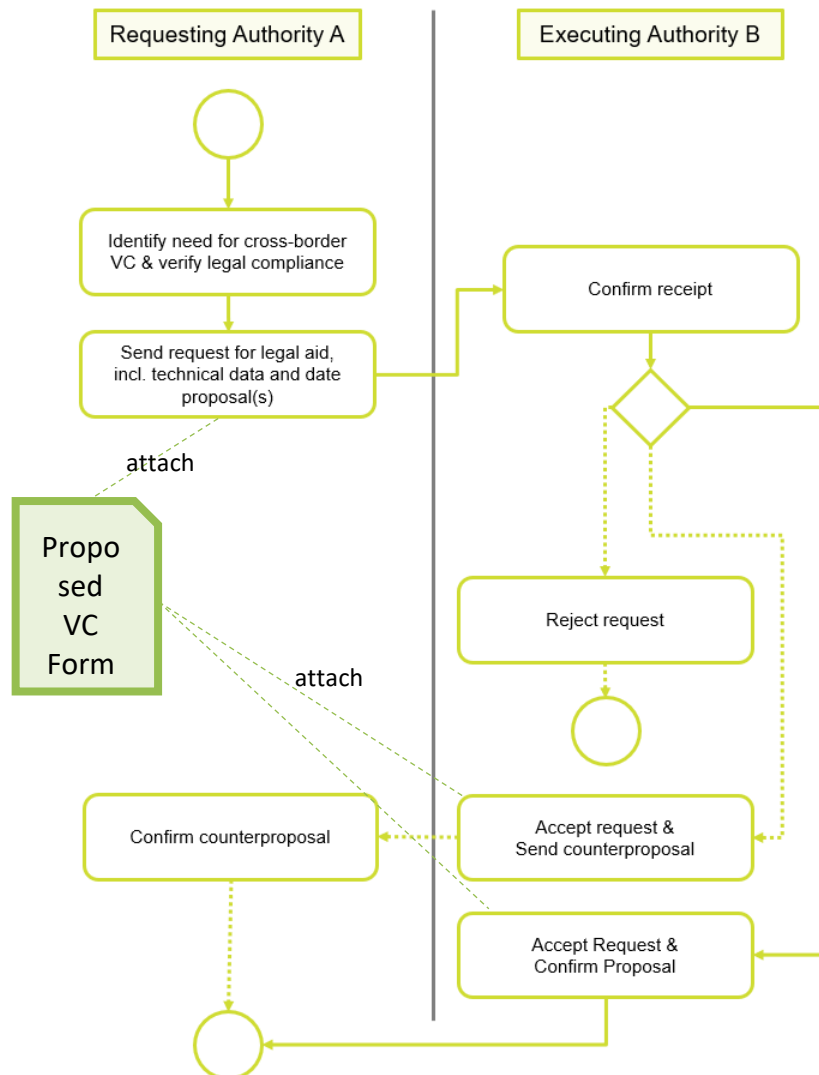 Requesting Authority A
Executing Authority B
Identify need for cross-border
VC & verify legal compliance
Confirm receipt
Send request for legal aid,
incl. technical data and date
proposal(s)
attach
Propo
sed
VC
Form
Reject request
attach
Confirm counterproposal
Accept request &
Send counterproposal
Accept Request &
Confirm Proposal